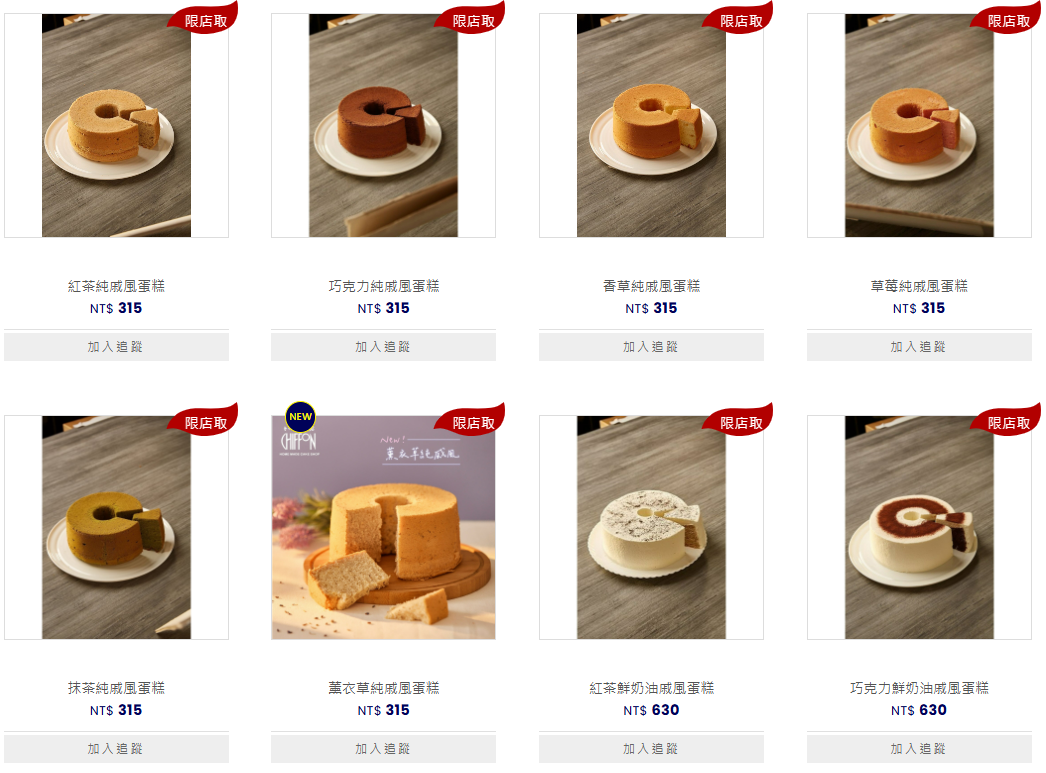 限店取
限店取
限店取
限店取
紅茶純戚風蛋糕
巧克力純戚風蛋糕
香草純戚風蛋糕
草莓純戚風蛋糕
NT$ 315
NT$ 315
NT$ 315
NT$ 315
加入追蹤
加入追蹤
加入追蹤
加入追蹤
限店取
NEW
限店取
限店取
限店取
CHIFFON
New!
薰衣草純戚風
抹茶純戚風蛋糕
薰衣草純戚風蛋糕
紅茶鮮奶油戚風蛋糕
巧克力鮮奶油戚風蛋糕
NT$ 315
NT$ 315
NT$ 630
NT$ 630
加入追蹤
加入追蹤
加入追蹤
加入追蹤